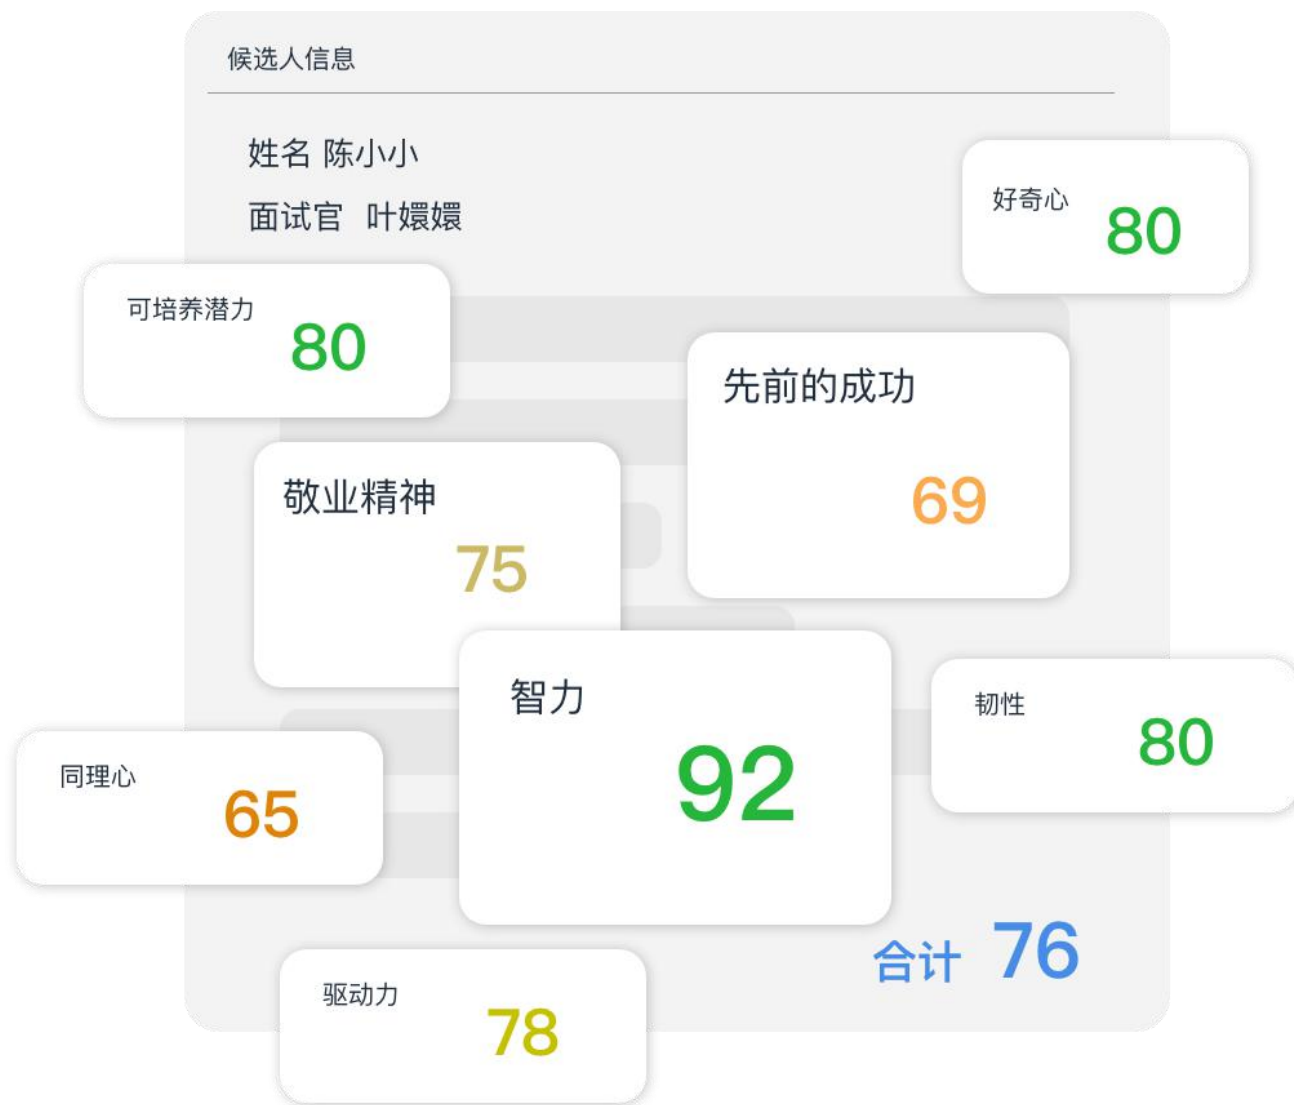 候选人信息
姓名 陈小小
面试官 叶嬛嬛
好奇心
80
可培养潜力
80
先前的成功
69
敬业精神
75
智力
92
韧性
80
同理心
65
合计 76
驱动力
78